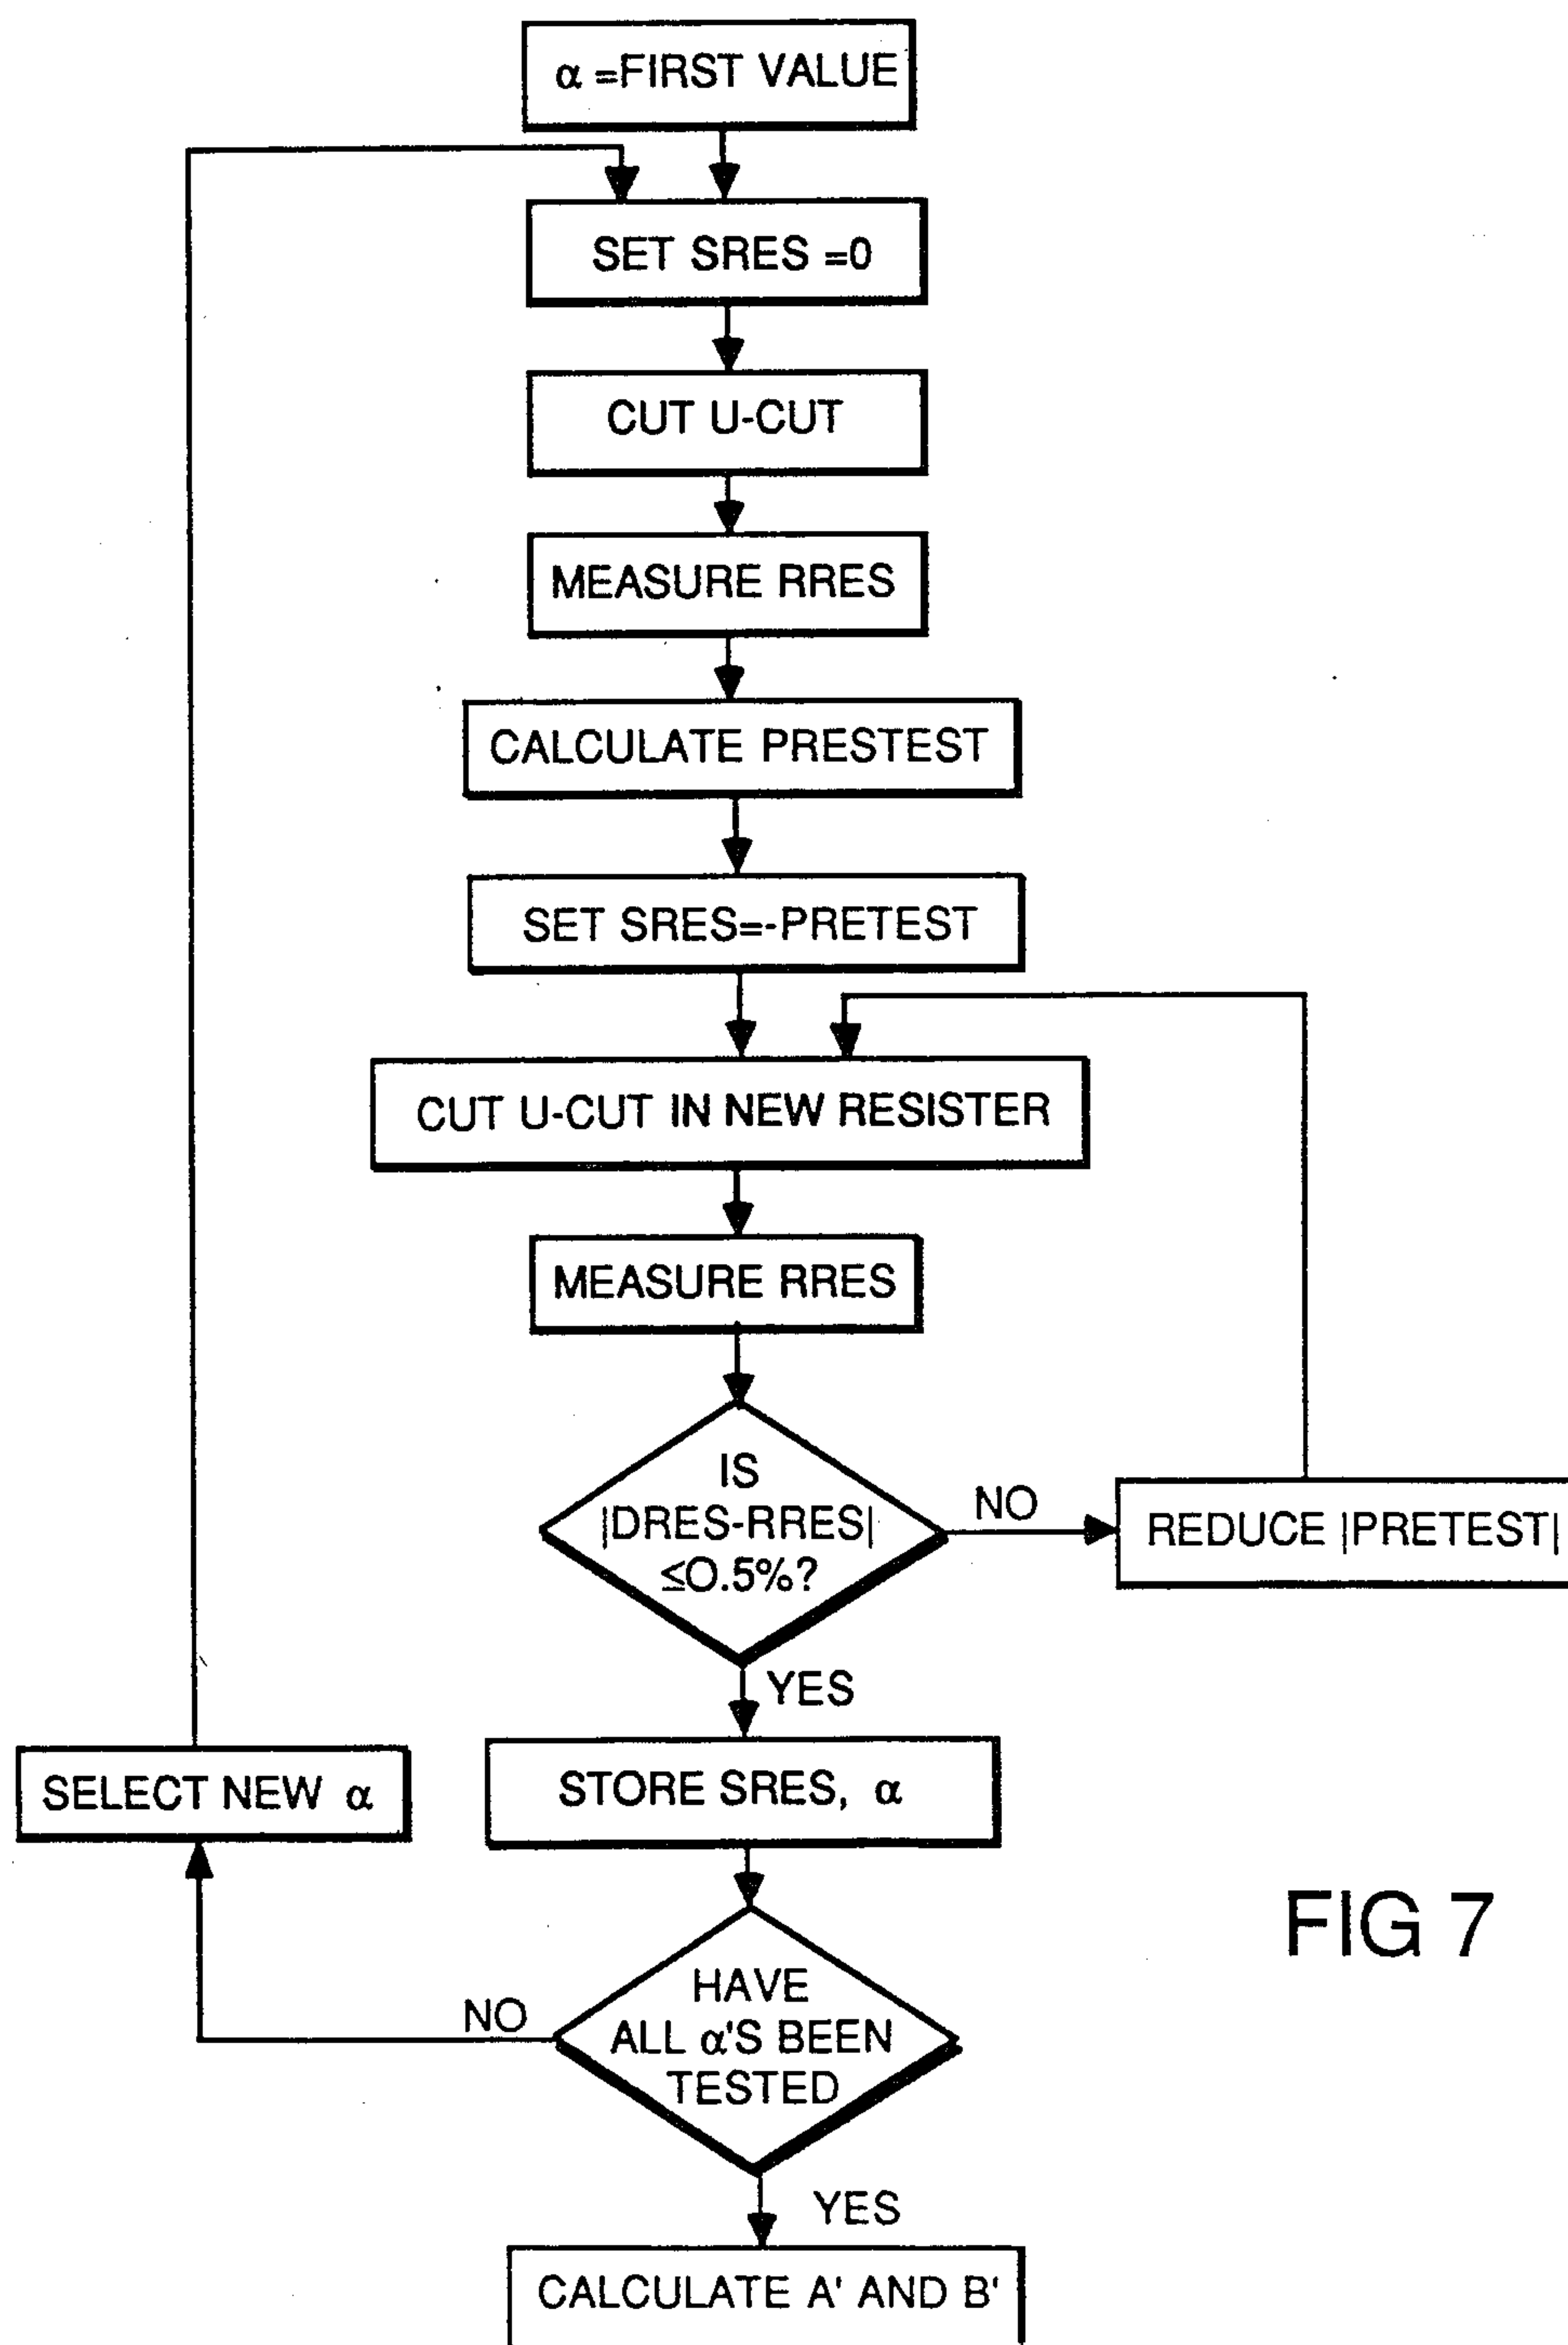 α =FIRST VALUE
SET SRES =0
CUT U-CUT
MEASURE RRES
CALCULATE PRESTEST
SET SRES=-PRETEST
CUT U-CUT IN NEW RESISTER
MEASURE RRES
IS
|DRES-RRES|
≤0.5%?
NO
REDUCE |PRETEST|
YES
SELECT NEW α
STORE SRES, α
HAVE
ALL α'S BEEN
TESTED
NO
YES
CALCULATE A' AND B'
FIG 7